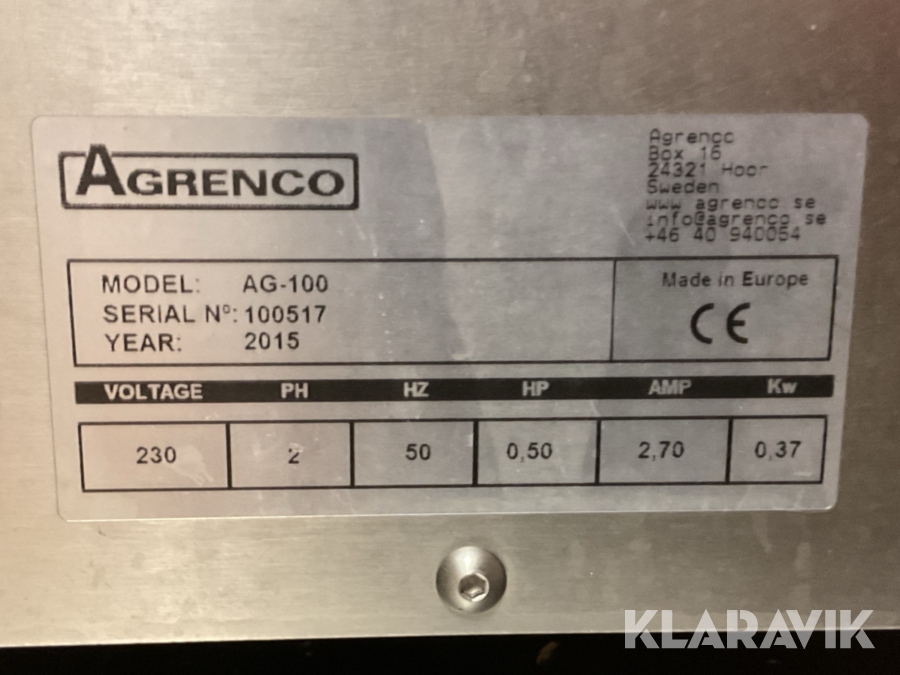 AGRENCO
Agrenco
Box 16
24321 Hoor
Sweden
www agrenco se
info@agrenco se
+46 40 940054
MODEL: AG-100
SERIAL Nº: 100517
YEAR: 2015
Made in Europe
CE
VOLTAGE PH HZ HP AMP Kw
230 2 50 0,50 2,70 0,37
KLARAVIK